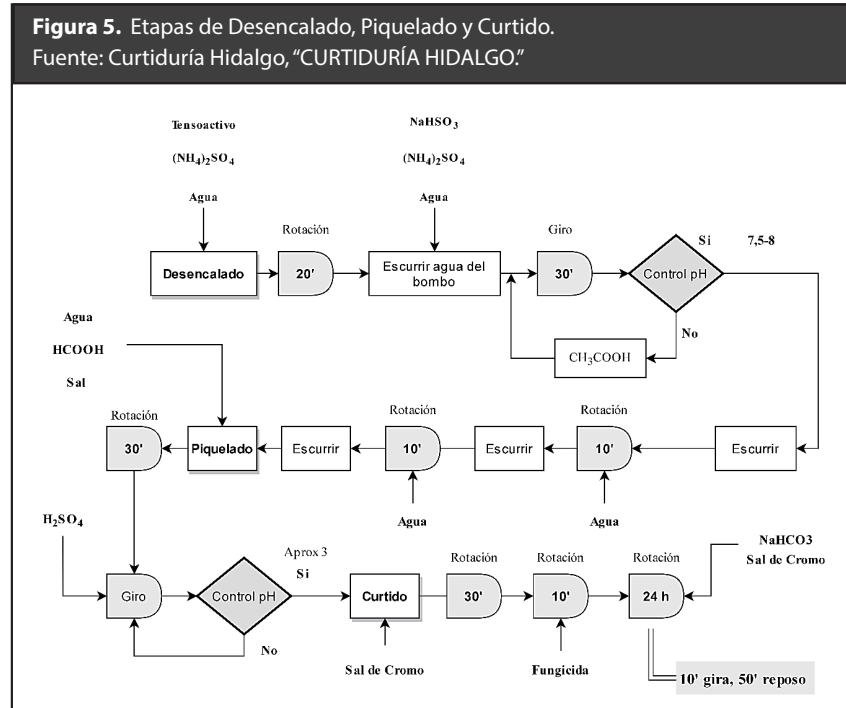 Figura 5. Etapas de Desencalado, Piquelado y Curtido.
Fuente: Curtiduría Hidalgo, “CURTIDURÍA HIDALGO.”
Tensoactivo
(NH₄)₂SO₄
Agua
NaHSO₃
(NH₄)₂SO₄
Agua
Desencalado
Rotación
20'
Escurrir agua del
bombo
Giro
30'
Control pH
Si
7,5-8
No
CH₃COOH
Agua
HCOOH
Sal
Rotación
30'
Piquelado
Escurrir
Rotación
10'
Agua
Escurrir
Rotación
10'
Agua
Escurrir
H₂SO₄
Giro
Control pH
Aprox 3
Si
No
Curtido
Sal de Cromo
Rotación
30'
Rotación
10'
Fungicida
Rotación
24 h
NaHCO3
Sal de Cromo
10' gira, 50' reposo